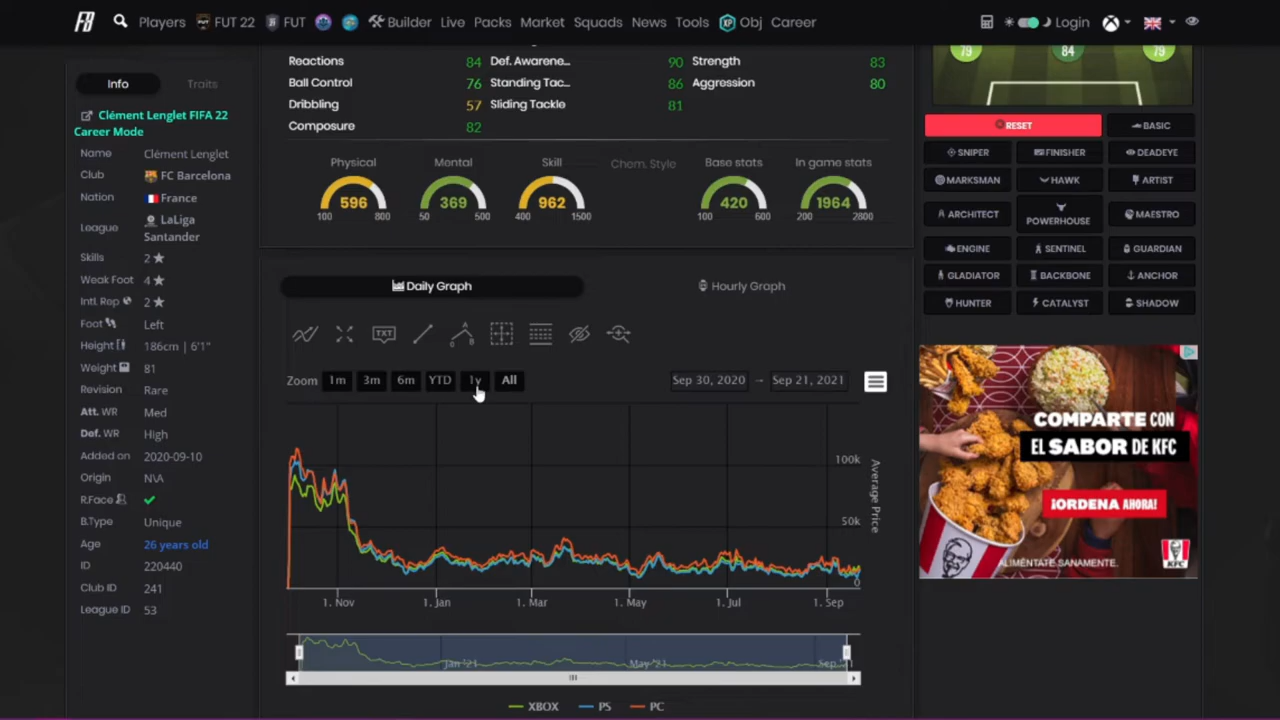 Players FUT 22 FUT Builder Live Packs Market Squads News Tools Obj Career Login
Info Traits
Clément Lenglet FIFA 22
Career Mode
Name Clément Lenglet
Club FC Barcelona
Nation France
League LaLiga
Santander
Skills 2★
Weak Foot 4★
Intl. Rep 2★
Foot Left
Height 186cm | 6'1"
Weight 81
Revision Rare
Att. WR Med
Def. WR High
Added on 2020-09-10
Origin N\A
R.Face
B.Type Unique
Age 26 years old
ID 220440
Club ID 241
League ID 53
Reactions 84 Def. Awarene... 90 Strength 83
Ball Control 76 Standing Tac... 86 Aggression 80
Dribbling 57 Sliding Tackle 81
Composure 82
Physical Mental Skill Chem. Style Base stats In game stats
596 369 962 420 1964
100 800 50 500 400 1500 100 600 200 2800
Daily Graph Hourly Graph
TXT
Zoom 1m 3m 6m YTD 1y All Sep 30, 2020 → Sep 21, 2021
100k
50k
0
Average Price
1. Nov 1. Jan 1. Mar 1. May 1. Jul 1. Sep
Jan '21 May '21 Sep
XBOX PS PC
79 84 79
RESET BASIC
SNIPER FINISHER DEADEYE
MARKSMAN HAWK ARTIST
ARCHITECT POWERHOUSE MAESTRO
ENGINE SENTINEL GUARDIAN
GLADIATOR BACKBONE ANCHOR
HUNTER CATALYST SHADOW
COMPARTE CON
EL SABOR DE KFC
¡ORDENA AHORA!
KFC
ALIMÉNTATE SANAMENTE.
KFC